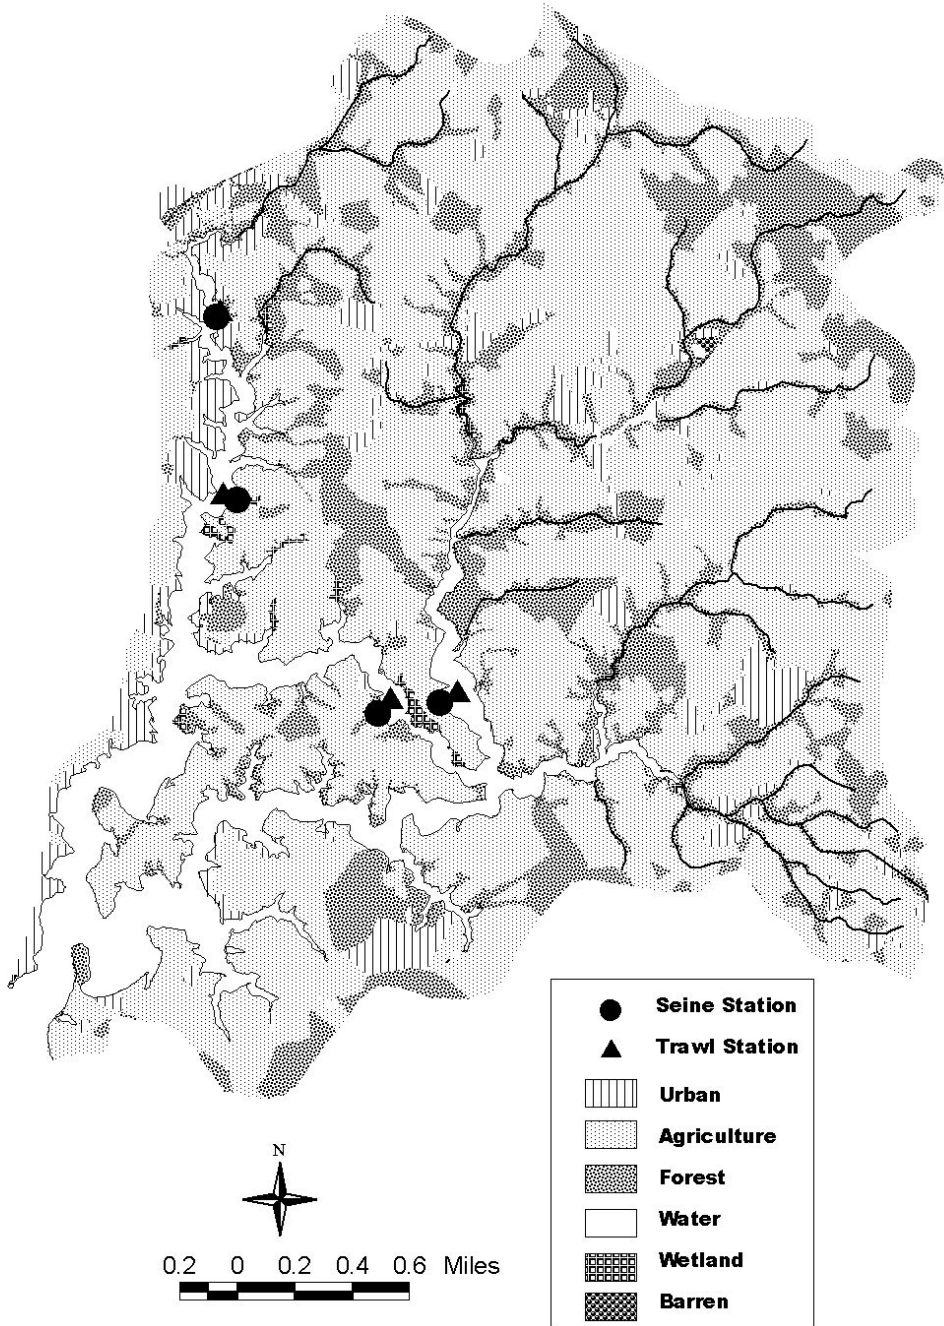 Seine Station
Trawl Station
Urban
Agriculture
Forest
Water
Wetland
Barren
N
0.2 0 0.2 0.4 0.6 Miles